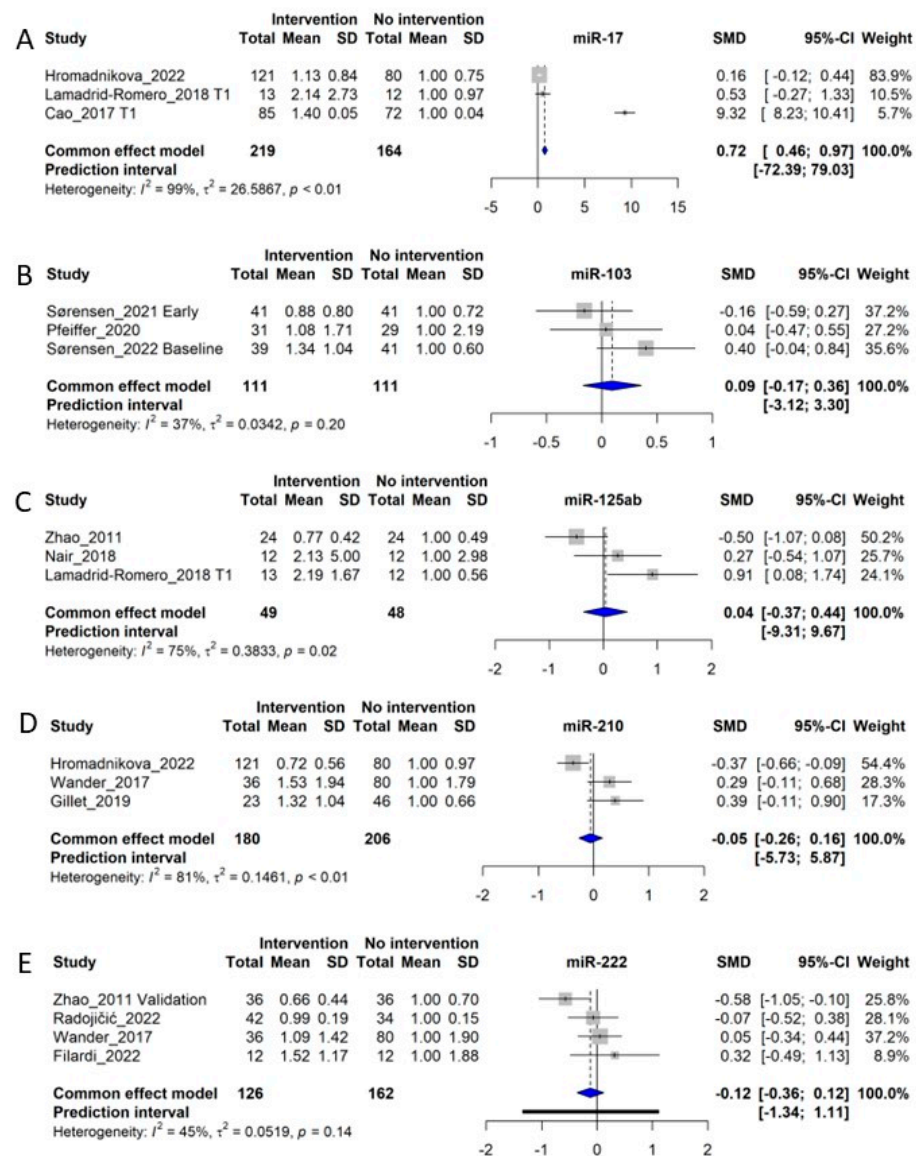 A
Intervention No intervention
Study Total Mean SD Total Mean SD miR-17 SMD 95%-CI Weight
Hromadnikova_2022 121 1.13 0.84 80 1.00 0.75 0.16 [ -0.12; 0.44] 83.9%
Lamadrid-Romero_2018 T1 13 2.14 2.73 12 1.00 0.97 0.53 [ -0.27; 1.33] 10.5%
Cao_2017 T1 85 1.40 0.05 72 1.00 0.04 9.32 [ 8.23; 10.41] 5.7%
Common effect model 219 164 0.72 [ 0.46; 0.97] 100.0%
Prediction interval [-72.39; 79.03]
Heterogeneity: I² = 99%, τ² = 26.5867, p < 0.01
-5 0 5 10 15
B
Intervention No intervention
Study Total Mean SD Total Mean SD miR-103 SMD 95%-CI Weight
Sørensen_2021 Early 41 0.88 0.80 41 1.00 0.72 -0.16 [-0.59; 0.27] 37.2%
Pfeiffer_2020 31 1.08 1.71 29 1.00 2.19 0.04 [-0.47; 0.55] 27.2%
Sørensen_2022 Baseline 39 1.34 1.04 41 1.00 0.60 0.40 [-0.04; 0.84] 35.6%
Common effect model 111 111 0.09 [-0.17; 0.36] 100.0%
Prediction interval [-3.12; 3.30]
Heterogeneity: I² = 37%, τ² = 0.0342, p = 0.20
-1 -0.5 0 0.5 1
C
Intervention No intervention
Study Total Mean SD Total Mean SD miR-125ab SMD 95%-CI Weight
Zhao_2011 24 0.77 0.42 24 1.00 0.49 -0.50 [-1.07; 0.08] 50.2%
Nair_2018 12 2.13 5.00 12 1.00 2.98 0.27 [-0.54; 1.07] 25.7%
Lamadrid-Romero_2018 T1 13 2.19 1.67 12 1.00 0.56 0.91 [ 0.08; 1.74] 24.1%
Common effect model 49 48 0.04 [-0.37; 0.44] 100.0%
Prediction interval [-9.31; 9.67]
Heterogeneity: I² = 75%, τ² = 0.3833, p = 0.02
-2 -1 0 1 2
D
Intervention No intervention
Study Total Mean SD Total Mean SD miR-210 SMD 95%-CI Weight
Hromadnikova_2022 121 0.72 0.56 80 1.00 0.97 -0.37 [-0.66; -0.09] 54.4%
Wander_2017 36 1.53 1.94 80 1.00 1.79 0.29 [-0.11; 0.68] 28.3%
Gillet_2019 23 1.32 1.04 46 1.00 0.66 0.39 [-0.11; 0.90] 17.3%
Common effect model 180 206 -0.05 [-0.26; 0.16] 100.0%
Prediction interval [-5.73; 5.87]
Heterogeneity: I² = 81%, τ² = 0.1461, p < 0.01
-2 -1 0 1 2
E
Intervention No intervention
Study Total Mean SD Total Mean SD miR-222 SMD 95%-CI Weight
Zhao_2011 Validation 36 0.66 0.44 36 1.00 0.70 -0.58 [-1.05; -0.10] 25.8%
Radojičić_2022 42 0.99 0.19 34 1.00 0.15 -0.07 [-0.52; 0.38] 28.1%
Wander_2017 36 1.09 1.42 80 1.00 1.90 0.05 [-0.34; 0.44] 37.2%
Filardi_2022 12 1.52 1.17 12 1.00 1.88 0.32 [-0.49; 1.13] 8.9%
Common effect model 126 162 -0.12 [-0.36; 0.12] 100.0%
Prediction interval [-1.34; 1.11]
Heterogeneity: I² = 45%, τ² = 0.0519, p = 0.14
-2 -1 0 1 2